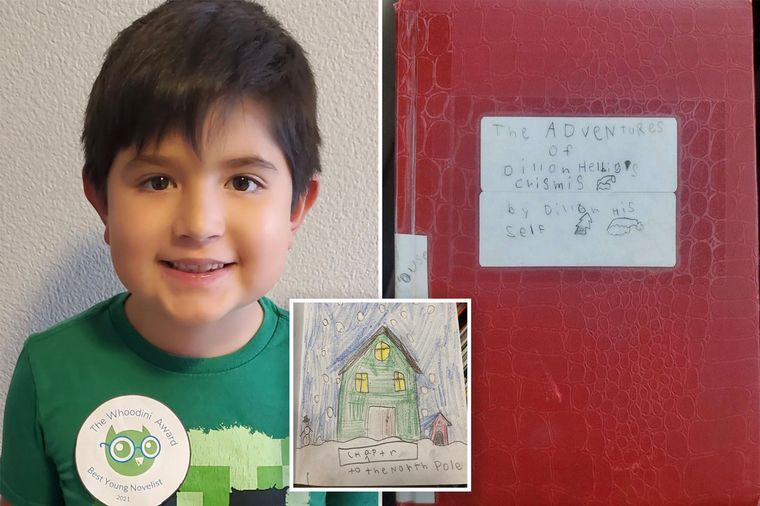 The Whoodini Award
Best Young Novelist
2021
The ADVENTURES
Of
Dillon Helbig's
crismis
by Dillon His
Self
chaptr
to the North Pole